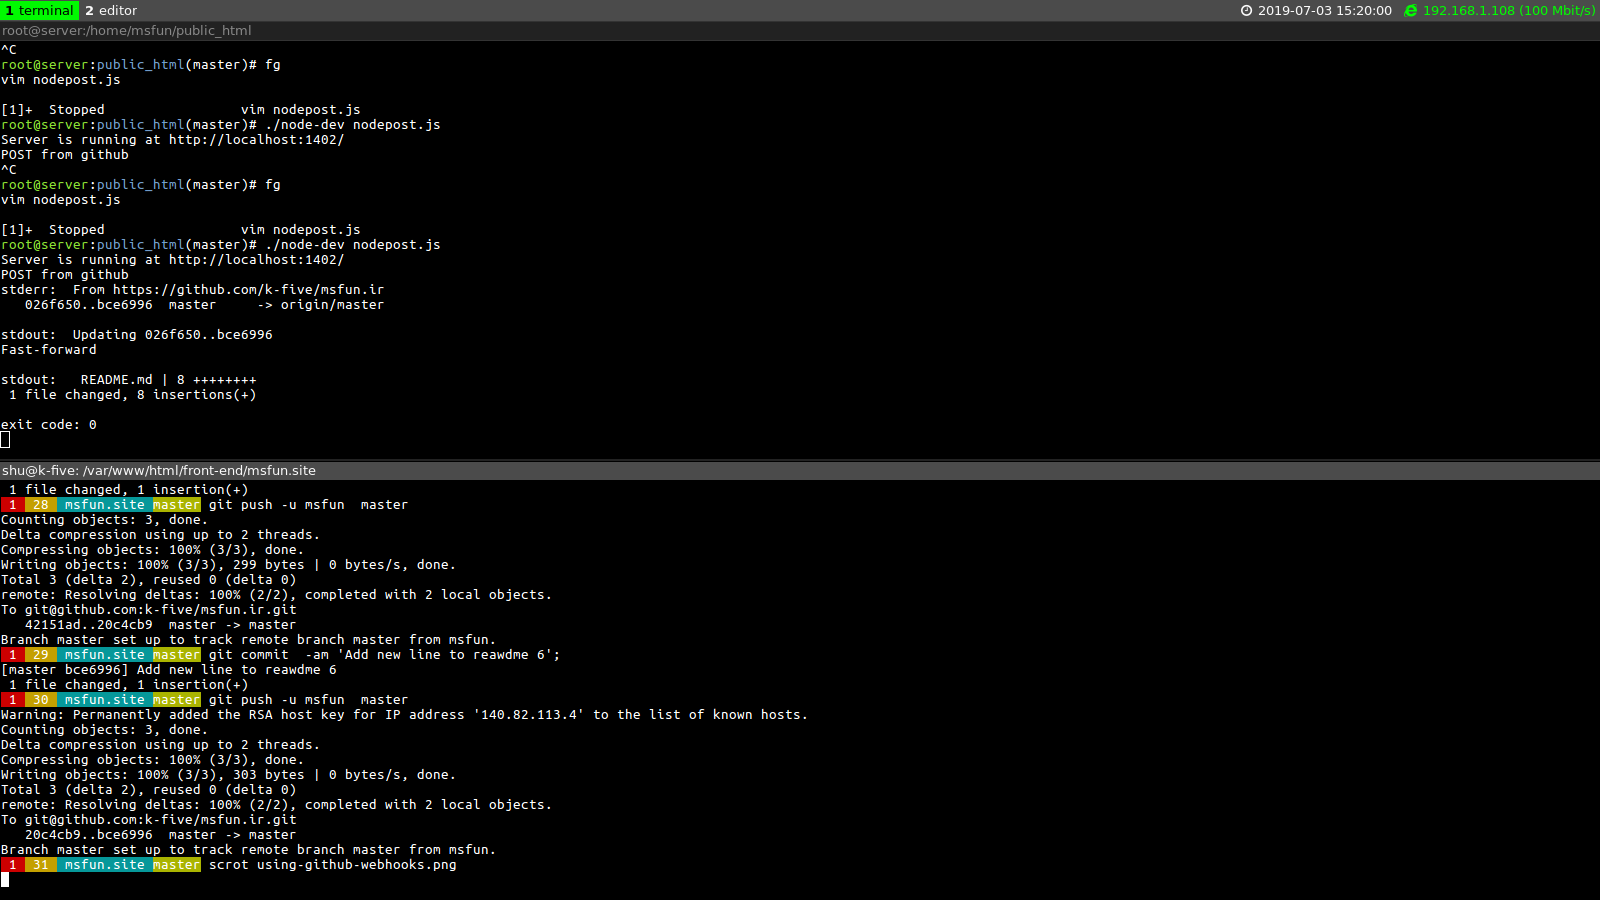 1 terminal 2 editor 2019-07-03 15:20:00 192.168.1.108 (100 Mbit/s)
root@server:/home/msfun/public_html
^C
root@server:public_html(master)# fg
vim nodepost.js
[1]+  Stopped                 vim nodepost.js
root@server:public_html(master)# ./node-dev nodepost.js
Server is running at http://localhost:1402/
POST from github
^C
root@server:public_html(master)# fg
vim nodepost.js
[1]+  Stopped                 vim nodepost.js
root@server:public_html(master)# ./node-dev nodepost.js
Server is running at http://localhost:1402/
POST from github
stderr:  From https://github.com/k-five/msfun.ir
   026f650..bce6996  master     -> origin/master
stdout:  Updating 026f650..bce6996
Fast-forward
stdout:   README.md | 8 ++++++++
 1 file changed, 8 insertions(+)
exit code: 0
shu@k-five: /var/www/html/front-end/msfun.site
 1 file changed, 1 insertion(+)
 1  28  msfun.site master git push -u msfun  master
Counting objects: 3, done.
Delta compression using up to 2 threads.
Compressing objects: 100% (3/3), done.
Writing objects: 100% (3/3), 299 bytes | 0 bytes/s, done.
Total 3 (delta 2), reused 0 (delta 0)
remote: Resolving deltas: 100% (2/2), completed with 2 local objects.
To git@github.com:k-five/msfun.ir.git
   42151ad..20c4cb9  master -> master
Branch master set up to track remote branch master from msfun.
 1  29  msfun.site master git commit  -am 'Add new line to reawdme 6';
[master bce6996] Add new line to reawdme 6
 1 file changed, 1 insertion(+)
 1  30  msfun.site master git push -u msfun  master
Warning: Permanently added the RSA host key for IP address '140.82.113.4' to the list of known hosts.
Counting objects: 3, done.
Delta compression using up to 2 threads.
Compressing objects: 100% (3/3), done.
Writing objects: 100% (3/3), 303 bytes | 0 bytes/s, done.
Total 3 (delta 2), reused 0 (delta 0)
remote: Resolving deltas: 100% (2/2), completed with 2 local objects.
To git@github.com:k-five/msfun.ir.git
   20c4cb9..bce6996  master -> master
Branch master set up to track remote branch master from msfun.
 1  31  msfun.site master scrot using-github-webhooks.png